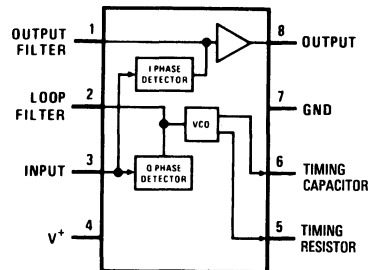 1
OUTPUT
FILTER
8
OUTPUT
I PHASE
DETECTOR
2
LOOP
FILTER
7
GND
VCO
3
INPUT
Q PHASE
DETECTOR
6
TIMING
CAPACITOR
4
V+
5
TIMING
RESISTOR